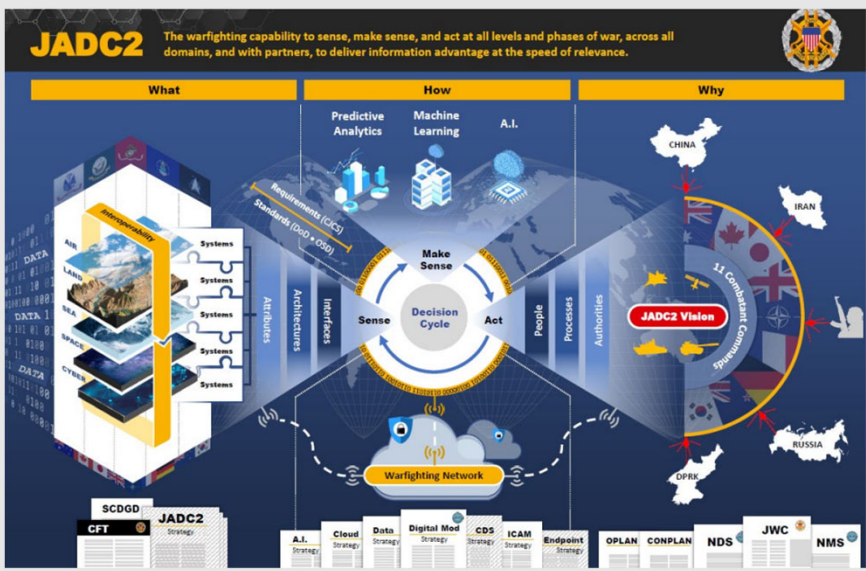 JADC2
The warfighting capability to sense, make sense, and act at all levels and phases of war, across all
domains, and with partners, to deliver information advantage at the speed of relevance.
What
How
Why
Predictive
Analytics
Machine
Learning
A.I.
Requirements (CJCS)
Standards (DoD • OSD)
Interoperability
AIR
LAND
SEA
SPACE
CYBER
Systems
Systems
Systems
Systems
Systems
DATA
DATA
DATA
Attributes
Architectures
Interfaces
Make
Sense
Sense
Decision
Cycle
Act
People
Processes
Authorities
JADC2 Vision
11 Combatant Commands
CHINA
IRAN
RUSSIA
DPRK
Warfighting Network
SCDGD
CFT
JADC2
Strategy
A.I.
Strategy
Cloud
Strategy
Data
Strategy
Digital Mod
Strategy
CDS
Strategy
ICAM
Strategy
Endpoint
Strategy
OPLAN
CONPLAN
NDS
JWC
NMS